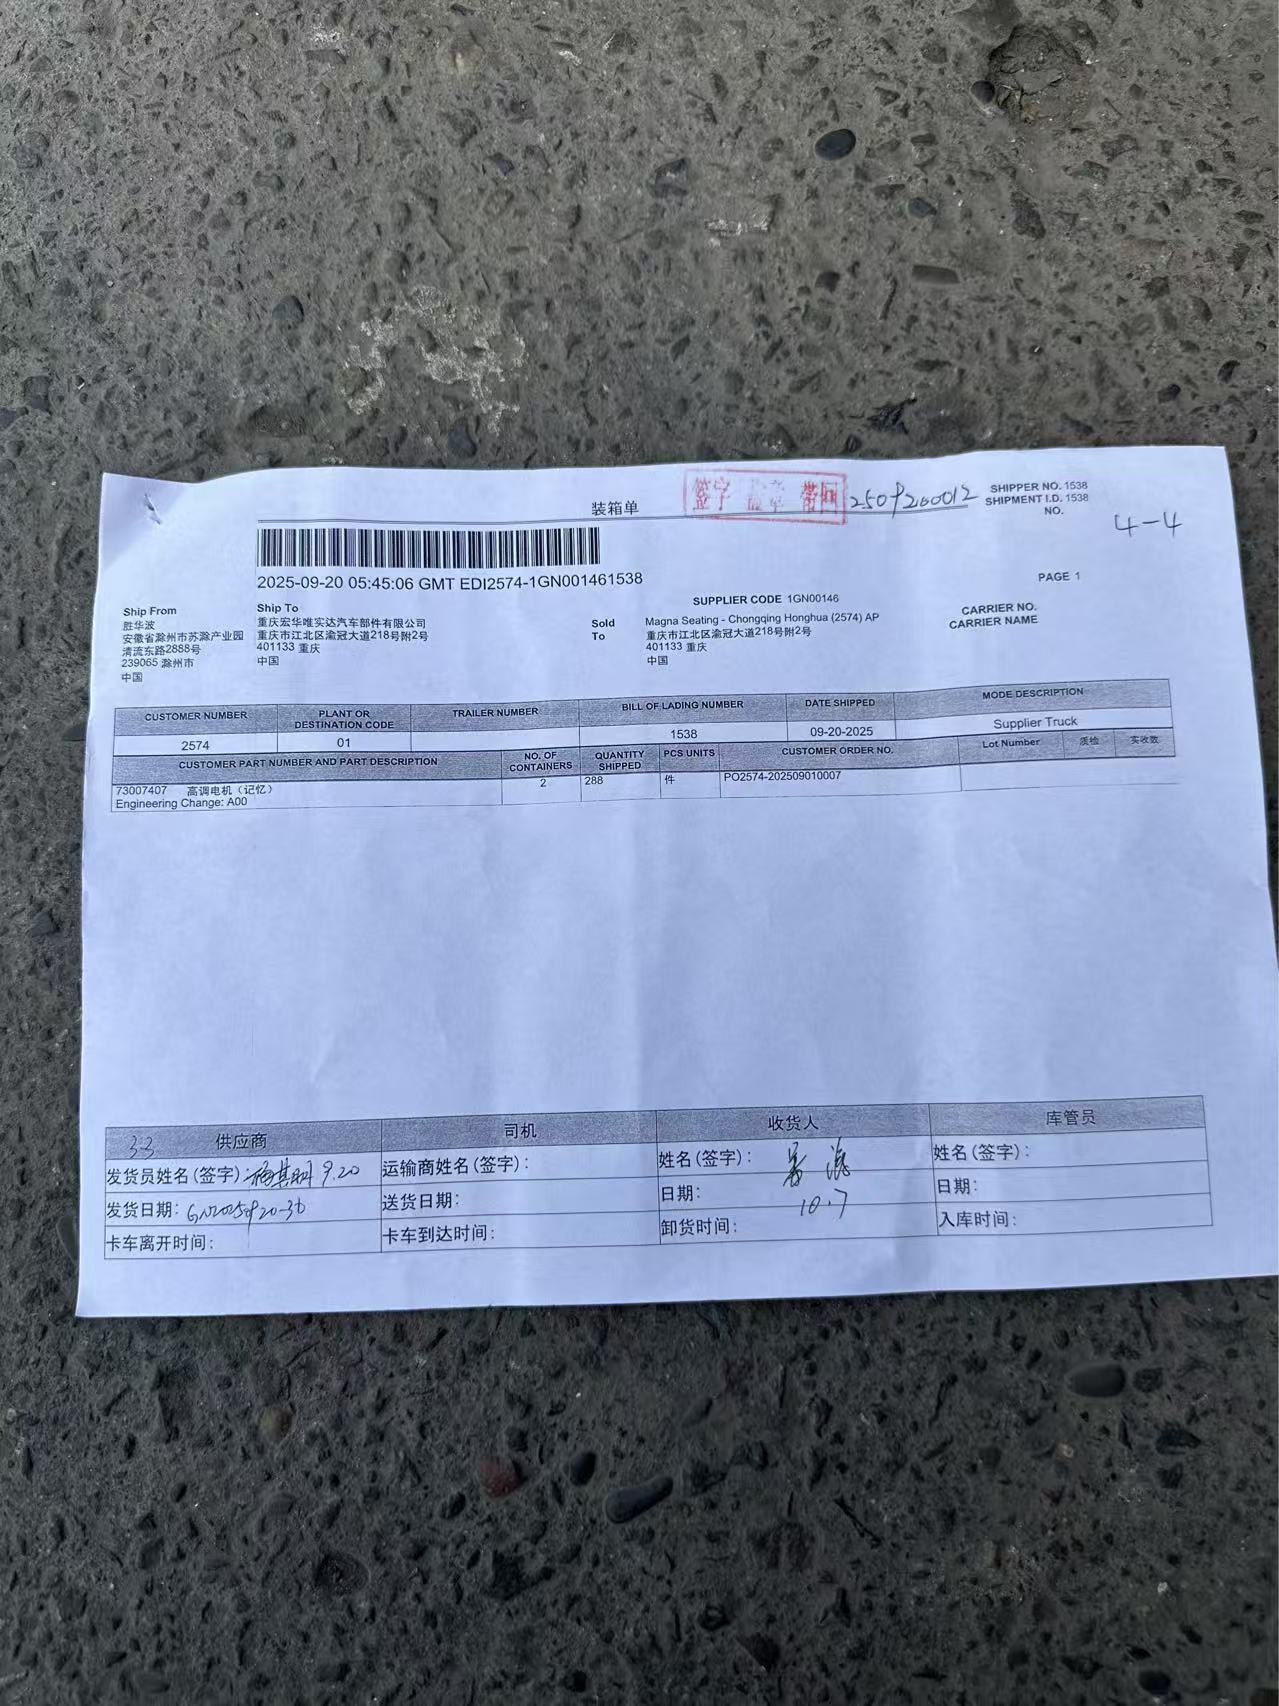 装箱单
签字 盖章 带回
2509200012
SHIPPER NO. 1538
SHIPMENT I.D. 1538
NO.
4-4
2025-09-20 05:45:06 GMT EDI2574-1GN001461538
PAGE 1
Ship From
胜华波
安徽省滁州市苏滁产业园
清流东路2888号
239065 滁州市
中国
Ship To
重庆宏华唯实达汽车部件有限公司
重庆市江北区渝冠大道218号附2号
401133 重庆
中国
SUPPLIER CODE 1GN00146
Sold To
Magna Seating - Chongqing Honghua (2574) AP
重庆市江北区渝冠大道218号附2号
401133 重庆
中国
CARRIER NO.
CARRIER NAME
CUSTOMER NUMBER PLANT OR DESTINATION CODE TRAILER NUMBER BILL OF LADING NUMBER DATE SHIPPED MODE DESCRIPTION
2574 01 1538 09-20-2025 Supplier Truck
CUSTOMER PART NUMBER AND PART DESCRIPTION NO. OF CONTAINERS QUANTITY SHIPPED PCS UNITS CUSTOMER ORDER NO. Lot Number 质检 实收数
73007407 高调电机（记忆） 2 288 件 PO2574-202509010007
Engineering Change: A00
33 供应商 司机 收货人 库管员
发货员姓名(签字): 9.20 运输商姓名(签字): 姓名(签字): 姓名(签字):
发货日期: 送货日期: 日期: 10.7 日期:
卡车离开时间: 卡车到达时间: 卸货时间: 入库时间: